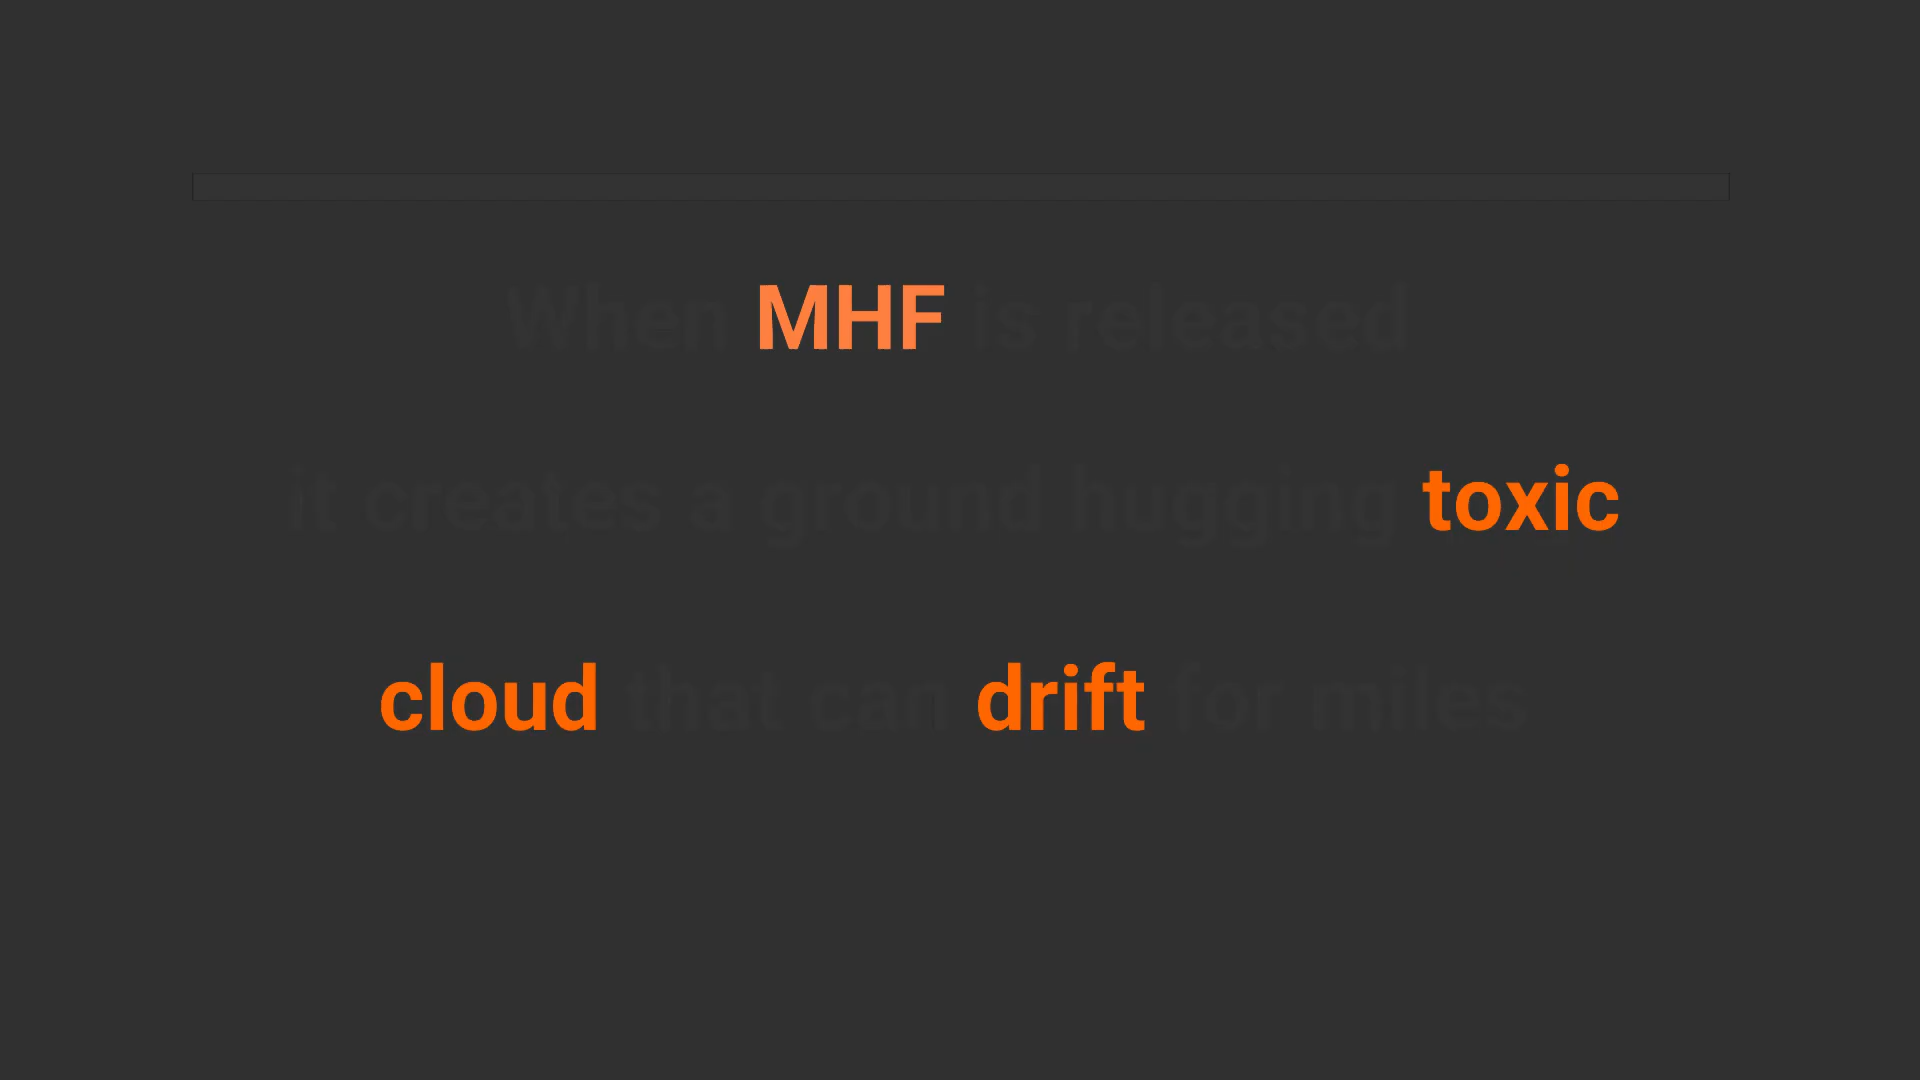 When MHF is released
it creates a ground hugging toxic
cloud that can drift for miles